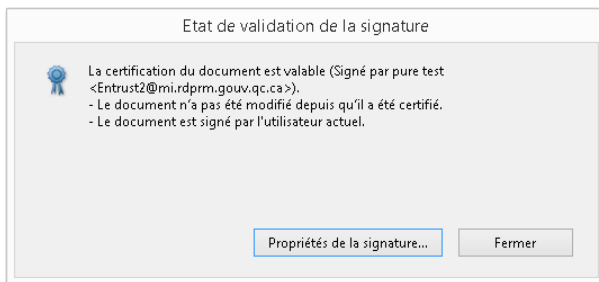 Etat de validation de la signature
La certification du document est valable (Signé par pure test
<Entrust2@mi.rdprm.gouv.qc.ca>).
- Le document n'a pas été modifié depuis qu'il a été certifié.
- Le document est signé par l'utilisateur actuel.
Propriétés de la signature...
Fermer